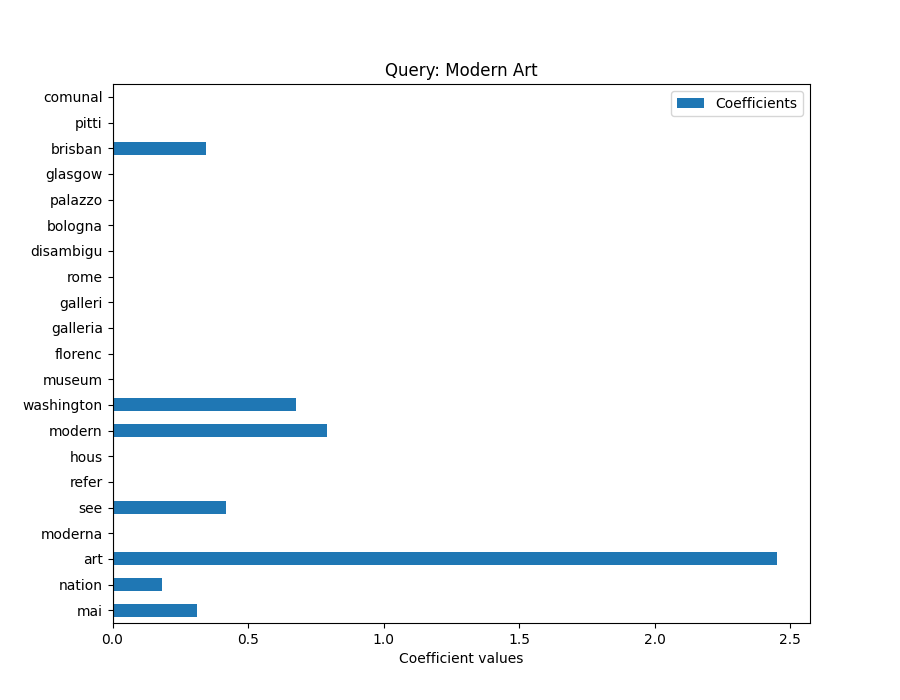 Query: Modern Art
Coefficients
comunal
pitti
brisban
glasgow
palazzo
bologna
disambigu
rome
galleri
galleria
florenc
museum
washington
modern
hous
refer
see
moderna
art
nation
mai
0.0 0.5 1.0 1.5 2.0 2.5
Coefficient values